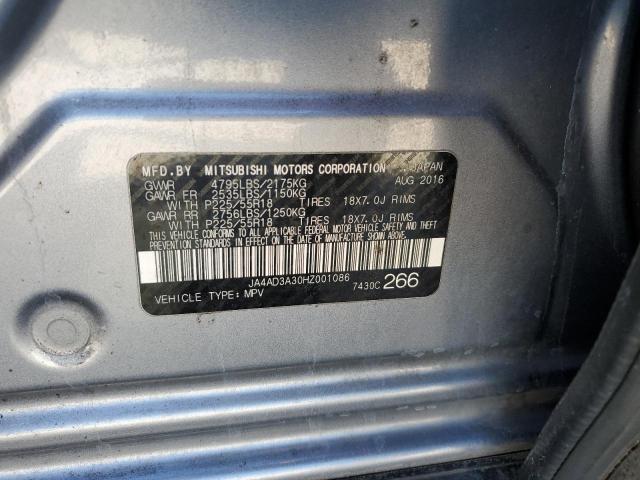 MFD.BY MITSUBISHI MOTORS CORPORATION , JAPAN
GVWR 4795LBS/2175KG AUG 2016
GAWR FR 2535LBS/1150KG
WITH P225/55R18 TIRES 18X7.0J RIMS
GAWR RR 2756LBS/1250KG
WITH P225/55R18 TIRES 18X7.0J RIMS
THIS VEHICLE CONFORMS TO ALL APPLICABLE FEDERAL MOTOR VEHICLE SAFETY AND THEFT
PREVENTION STANDARDS IN EFFECT ON THE DATE OF MANUFACTURE SHOWN ABOVE.
JA4AD3A30HZ001086 7430C 266
VEHICLE TYPE:MPV